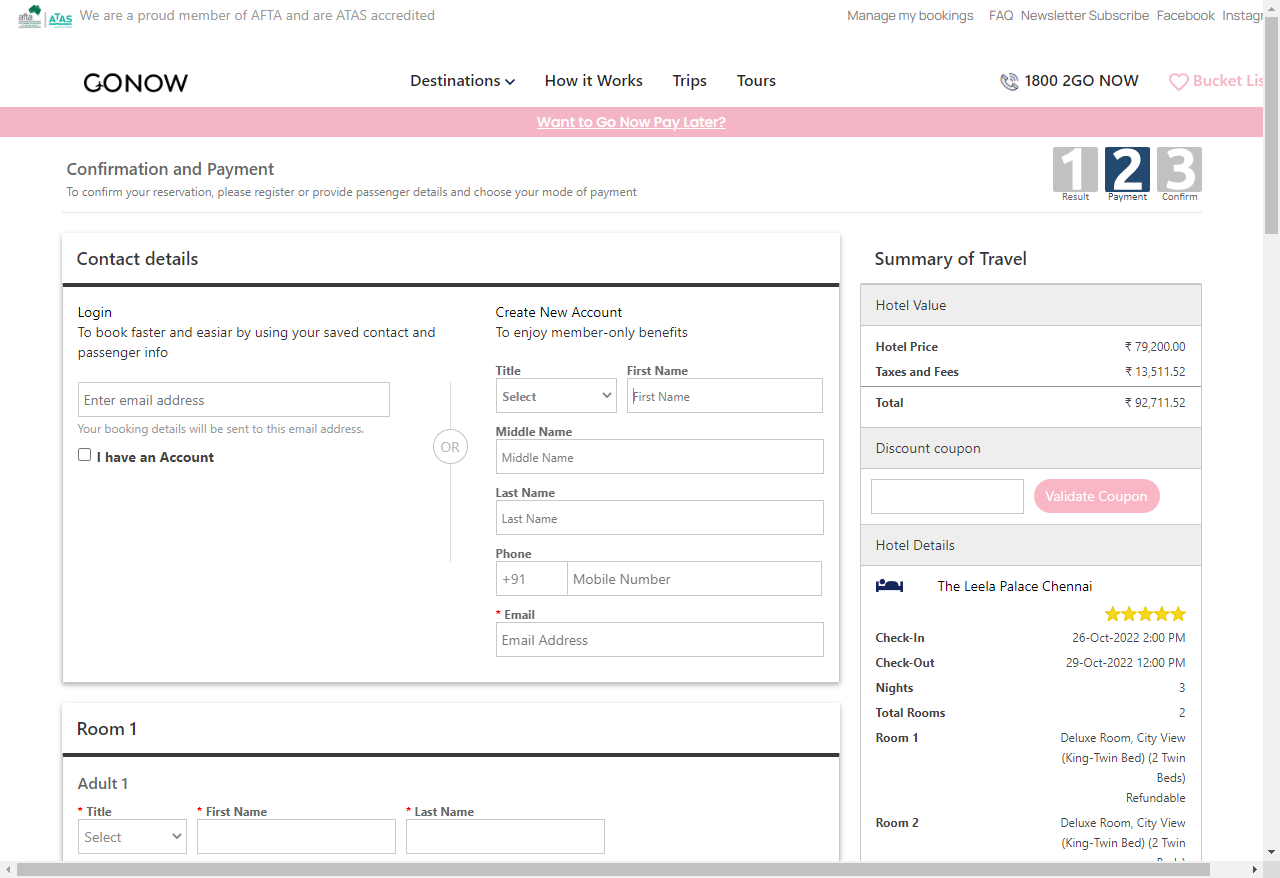 afta ATAS We are a proud member of AFTA and are ATAS accredited
Manage my bookings FAQ Newsletter Subscribe Facebook Instagr
GONOW
Destinations How it Works Trips Tours
1800 2GO NOW Bucket Lis
Want to Go Now Pay Later?
Confirmation and Payment
To confirm your reservation, please register or provide passenger details and choose your mode of payment
1 2 3
Result Payment Confirm
Contact details
Login
To book faster and easiar by using your saved contact and
passenger info
Enter email address
Your booking details will be sent to this email address.
I have an Account
OR
Create New Account
To enjoy member-only benefits
Title First Name
Select First Name
Middle Name
Middle Name
Last Name
Last Name
Phone
+91 Mobile Number
* Email
Email Address
Room 1
Adult 1
* Title * First Name * Last Name
Select
Summary of Travel
Hotel Value
Hotel Price ₹ 79,200.00
Taxes and Fees ₹ 13,511.52
Total ₹ 92,711.52
Discount coupon
Validate Coupon
Hotel Details
The Leela Palace Chennai
Check-In 26-Oct-2022 2:00 PM
Check-Out 29-Oct-2022 12:00 PM
Nights 3
Total Rooms 2
Room 1 Deluxe Room, City View
(King-Twin Bed) (2 Twin
Beds)
Refundable
Room 2 Deluxe Room, City View
(King-Twin Bed) (2 Twin